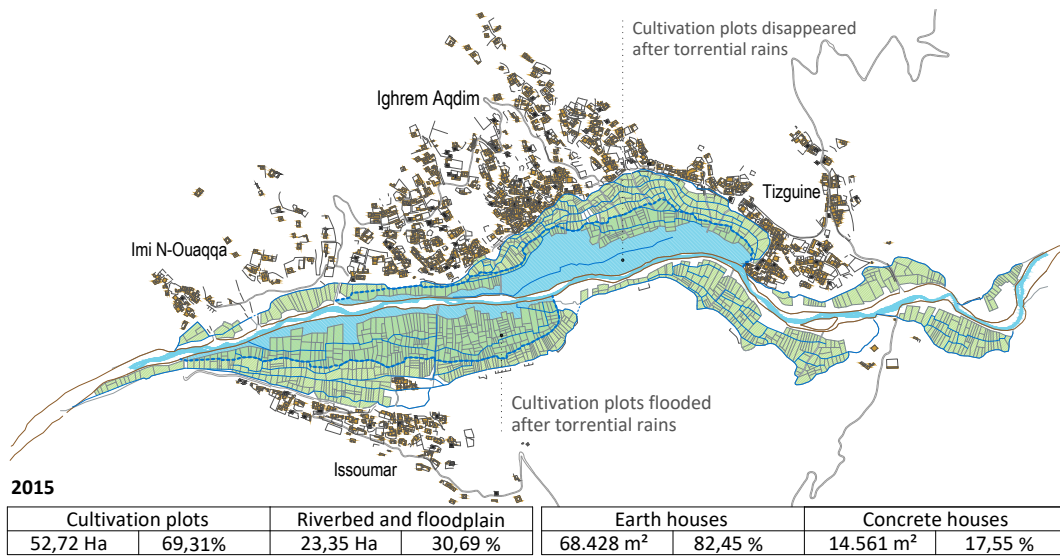 Cultivation plots disappeared
after torrential rains
Ighrem Aqdim
Tizguine
Imi N-Ouaqqa
Cultivation plots flooded
after torrential rains
Issoumar
2015
Cultivation plots Riverbed and floodplain Earth houses Concrete houses
52,72 Ha 69,31% 23,35 Ha 30,69 % 68.428 m² 82,45 % 14.561 m² 17,55 %